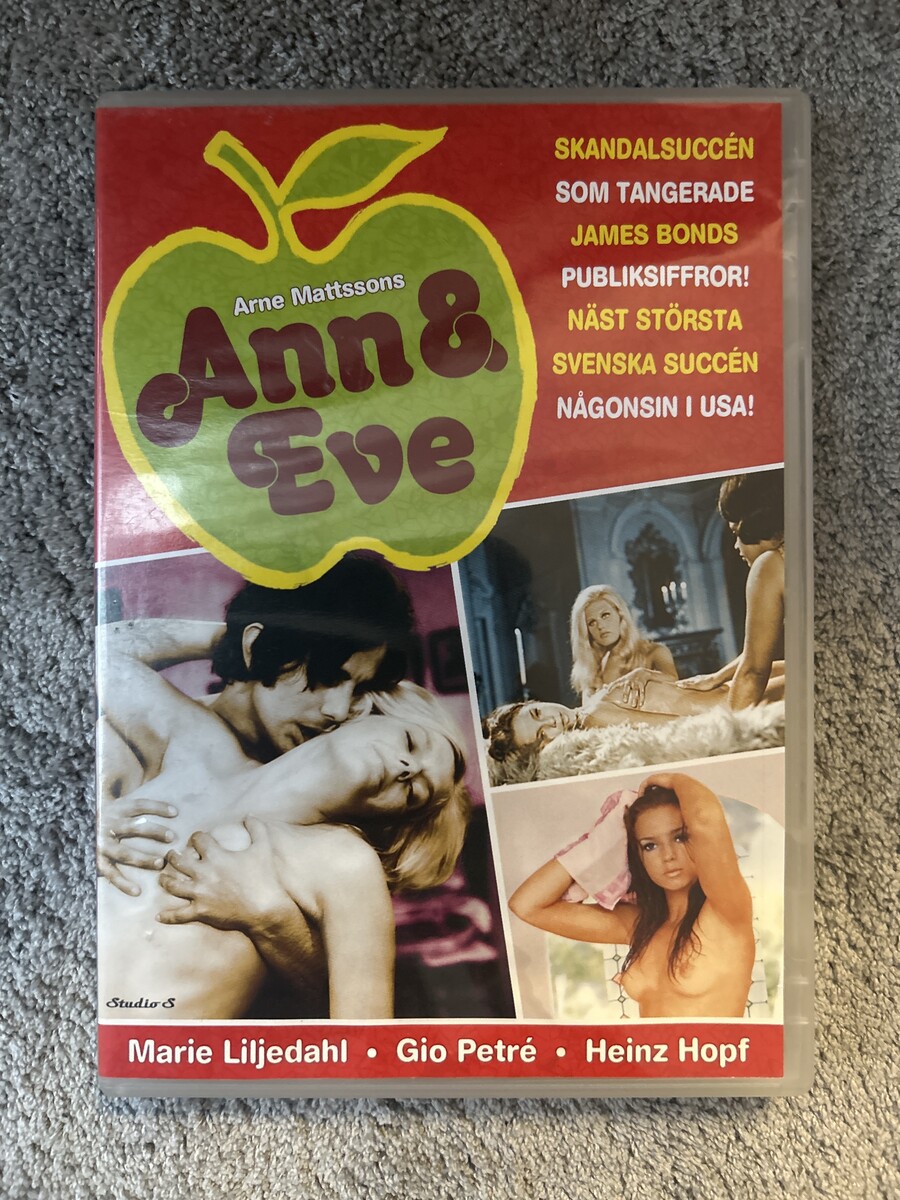 SKANDALSUCCÉN
SOM TANGERADE
JAMES BONDS
PUBLIKSIFFROR!
NÄST STÖRSTA
SVENSKA SUCCÉN
NÅGONSIN I USA!
Arne Mattssons
Ann &
Eve
Studio S
Marie Liljedahl • Gio Petré • Heinz Hopf